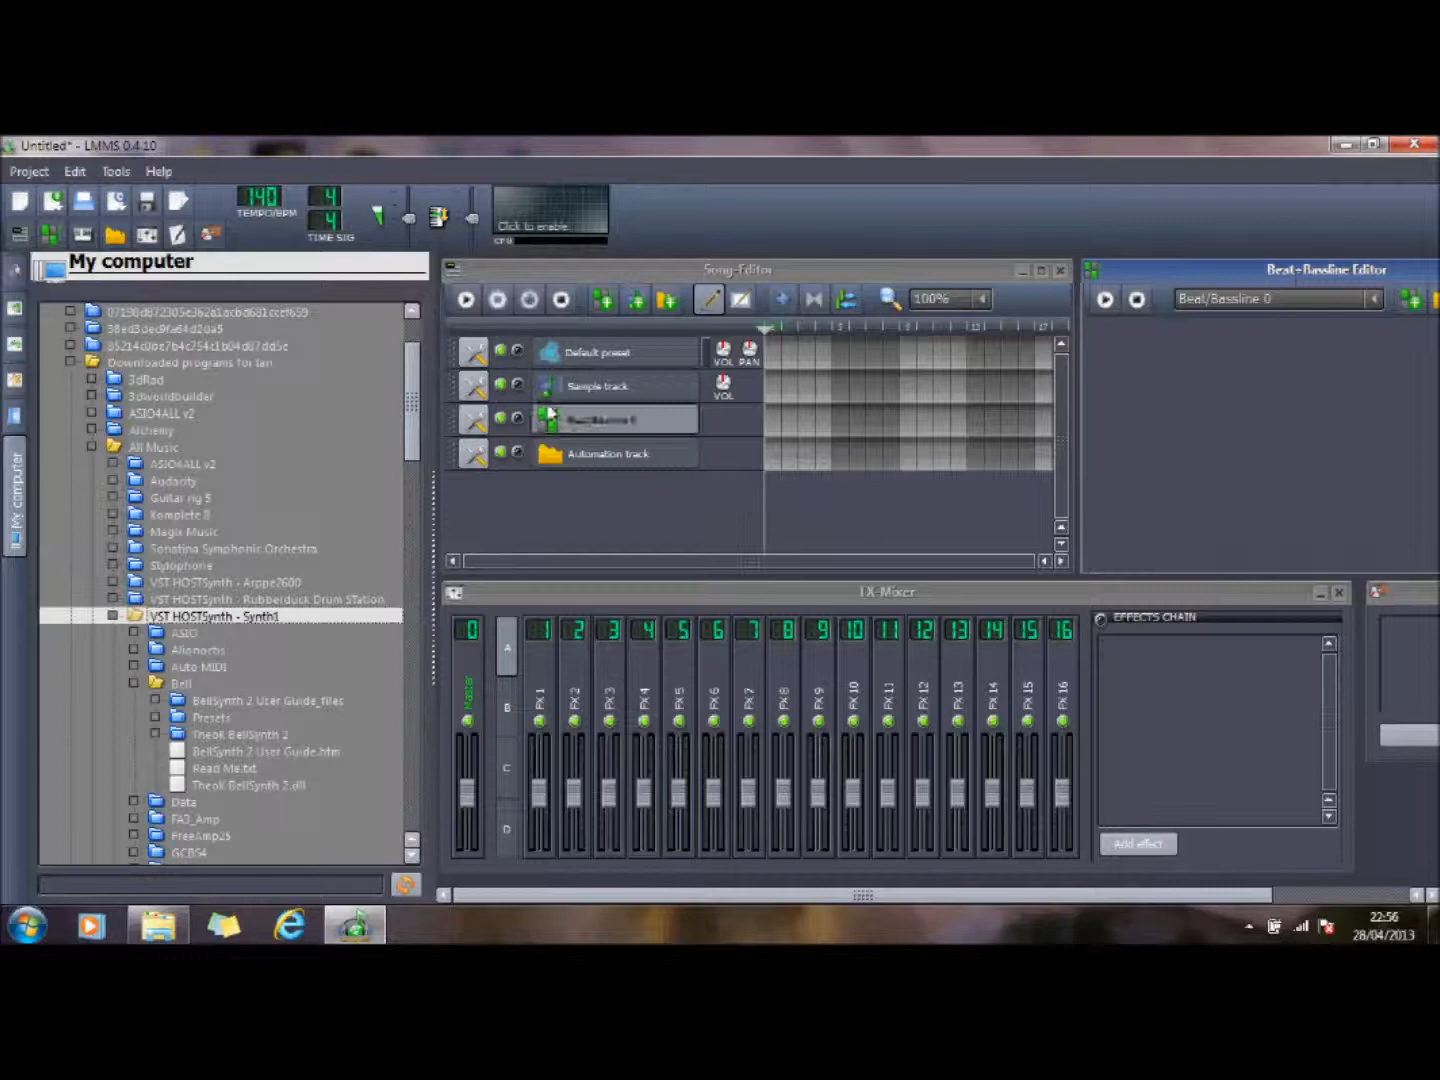 Untitled* - LMMS 0.4.10
Project Edit Tools Help
140
TEMPO/BPM
4
4
TIME SIG
Click to enable
CPU
My computer
My computer
Downloaded programs for Ian
3dRad
3dworldbuilder
ASIO4ALL v2
Alchemy
All Music
ASIO4ALL v2
Audacity
Guitar rig 5
Komplete 8
Magix Music
Sonatina Symphonic Orchestra
Stylophone
VST HOSTSynth - Arppe2600
VST HOSTSynth - Rubberduck Drum Station
VST HOSTSynth - Synth1
ASIO
Alionoctis
Auto MIDI
Bell
BellSynth 2 User Guide_files
Presets
TheoK BellSynth 2
BellSynth 2 User Guide.htm
Read Me.txt
TheoK BellSynth 2.dll
Data
FA3_Amp
FreeAmp25
GCBS4
Song-Editor
100%
Default preset
VOL PAN
Sample track
VOL
Automation track
Beat+Bassline Editor
Beat/Bassline 0
FX-Mixer
0 1 2 3 4 5 6 7 8 9 10 11 12 13 14 15 16
A
B
C
D
Master FX 1 FX 2 FX 3 FX 4 FX 5 FX 6 FX 7 FX 8 FX 9 FX 10 FX 11 FX 12 FX 13 FX 14 FX 15 FX 16
EFFECTS CHAIN
Add effect
22:56
28/04/2013